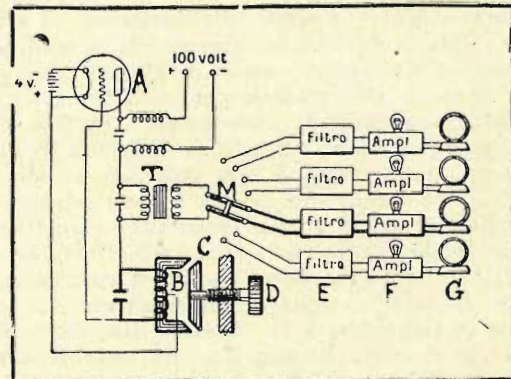 A
100 volt
+ -
4 v. -
+
Filtro Ampl
Filtro Ampl
T
M
Filtro Ampl
C
B
Filtro Ampl
D
E F G